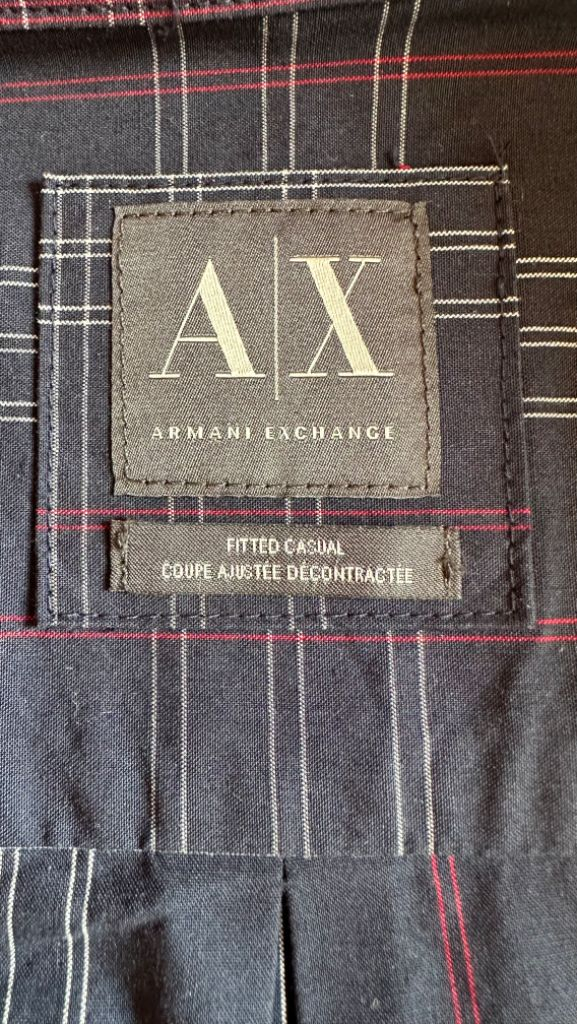 A|X
ARMANI EXCHANGE
FITTED CASUAL
COUPE AJUSTÉE DÉCONTRACTÉE